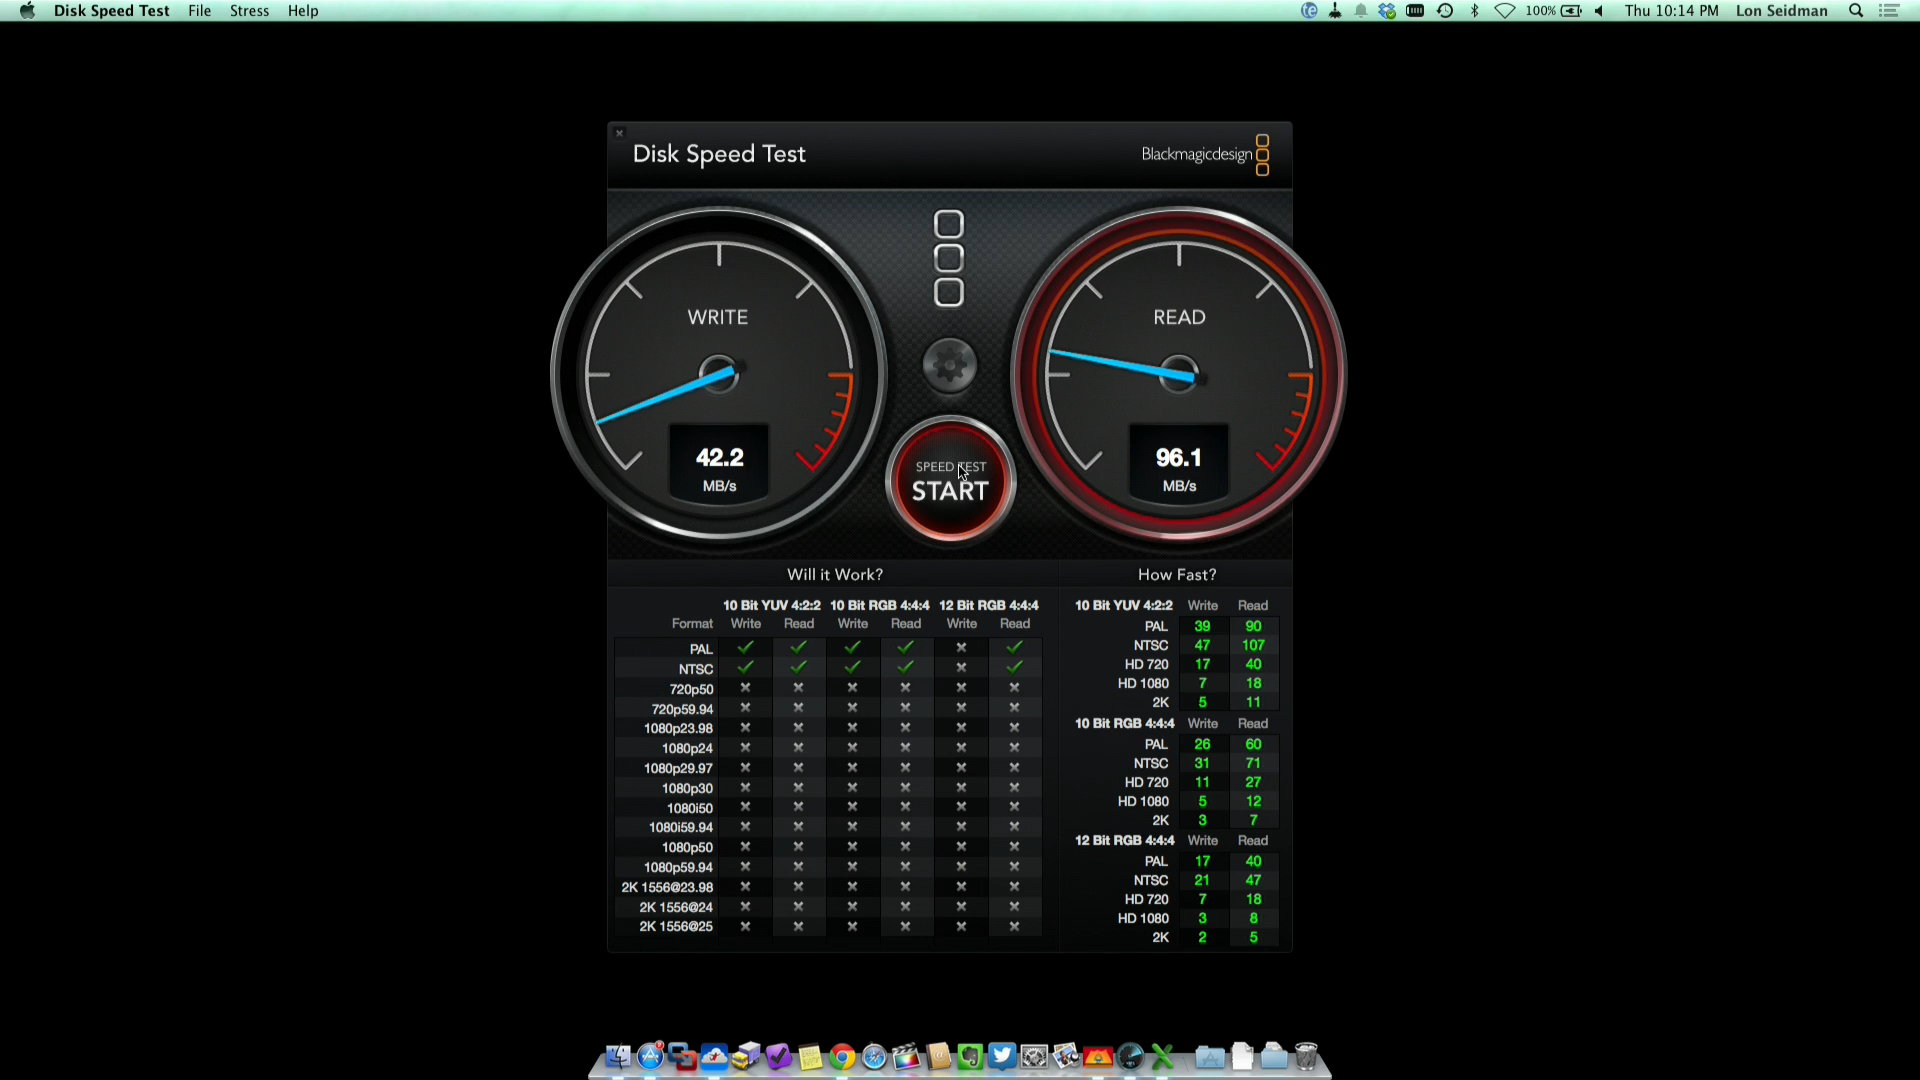 Disk Speed Test File Stress Help 100% Thu 10:14 PM Lon Seidman
Disk Speed Test Blackmagicdesign
WRITE READ
42.2 96.1
MB/s MB/s
SPEED TEST
START
Will it Work? How Fast?
10 Bit YUV 4:2:2 10 Bit RGB 4:4:4 12 Bit RGB 4:4:4
Format Write Read Write Read Write Read
PAL
NTSC
720p50
720p59.94
1080p23.98
1080p24
1080p29.97
1080p30
1080i50
1080i59.94
1080p50
1080p59.94
2K 1556@23.98
2K 1556@24
2K 1556@25
10 Bit YUV 4:2:2 Write Read
PAL 39 90
NTSC 47 107
HD 720 17 40
HD 1080 7 18
2K 5 11
10 Bit RGB 4:4:4 Write Read
PAL 26 60
NTSC 31 71
HD 720 11 27
HD 1080 5 12
2K 3 7
12 Bit RGB 4:4:4 Write Read
PAL 17 40
NTSC 21 47
HD 720 7 18
HD 1080 3 8
2K 2 5